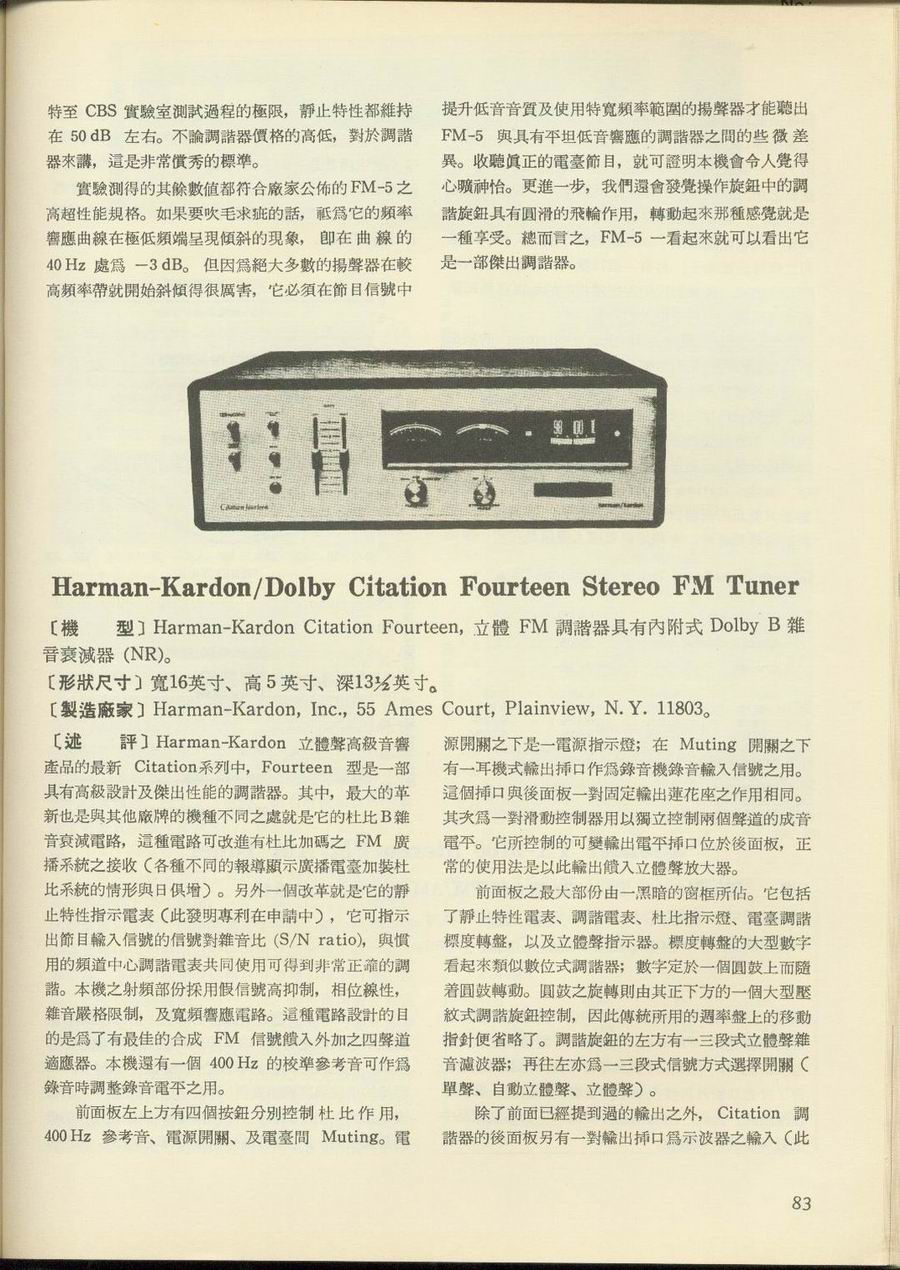 特至 CBS 實驗室測試過程的極限，靜止特性都維持
在 50 dB 左右。不論調諧器價格的高低，對於調諧
器來講，這是非常償秀的標準。
實驗測得的其餘數値都符合廠家公佈的 FM-5 之
高超性能規格。如果要吹毛求疵的話，祗爲它的頻率
響應曲線在極低頻端呈現傾斜的現象，卽在曲線的
40 Hz 處爲 －3 dB。但因爲絕大多數的揚聲器在較
高頻率帶就開始斜傾得很厲害，它必須在節目信號中
提升低音音質及使用特寬頻率範圍的揚聲器才能聽出
FM-5 與具有平坦低音響應的調諧器之間的些微差
異。收聽眞正的電臺節目，就可證明本機會令人覺得
心曠神怡。更進一步，我們還會發覺操作旋鈕中的調
諧旋鈕具有圓滑的飛輪作用，轉動起來那種感覺就是
一種享受。總而言之，FM-5 一看起來就可以看出它
是一部傑出調諧器。
98 100 1
Citation fourteen
harman/kardon
Harman-Kardon/Dolby Citation Fourteen Stereo FM Tuner
〔機　型〕Harman-Kardon Citation Fourteen, 立體 FM 調諧器具有內附式 Dolby B 雜
音衰減器 (NR)。
〔形狀尺寸〕寬16英寸、高 5 英寸、深13½英寸。
〔製造廠家〕Harman-Kardon, Inc., 55 Ames Court, Plainview, N. Y. 11803。
〔述　評〕Harman-Kardon 立體聲高級音響
產品的最新 Citation系列中，Fourteen 型是一部
具有高級設計及傑出性能的調諧器。其中，最大的革
新也是與其他廠牌的機種不同之處就是它的杜比 B 雜
音衰減電路，這種電路可改進有杜比加碼之 FM 廣
播系統之接收（各種不同的報導顯示廣播電臺加裝杜
比系統的情形與日俱增）。另外一個改革就是它的靜
止特性指示電表（此發明專利在申請中），它可指示
出節目輸入信號的信號對雜音比 (S/N ratio)，與慣
用的頻道中心調諧電表共同使用可得到非常正確的調
諧。本機之射頻部份採用假信號高抑制，相位線性，
雜音嚴格限制，及寬頻響應電路。這種電路設計的目
的是爲了有最佳的合成 FM 信號饋入外加之四聲道
適應器。本機還有一個 400 Hz 的校準參考音可作爲
錄音時調整錄音電平之用。
前面板左上方有四個按鈕分別控制杜比作用，
400 Hz 參考音、電源開關、及電臺間 Muting。電
源開關之下是一電源指示燈；在 Muting 開關之下
有一耳機式輸出揷口作爲錄音機錄音輸入信號之用。
這個揷口與後面板一對固定輸出蓮花座之作用相同。
其次爲一對滑動控制器用以獨立控制兩個聲道的成音
電平。它所控制的可變輸出電平揷口位於後面板，正
常的使用法是以此輸出饋入立體聲放大器。
前面板之最大部份由一黑暗的窗框所佔。它包括
了靜止特性電表、調諧電表、杜比指示燈、電臺調諧
標度轉盤，以及立體聲指示器。標度轉盤的大型數字
看起來類似數位式調諧器；數字定於一個圓鼓上而隨
着圓鼓轉動。圓鼓之旋轉則由其正下方的一個大型壓
紋式調諧旋鈕控制，因此傳統所用的週率盤上的移動
指針便省略了。調諧旋鈕的左方有一三段式立體聲雜
音濾波器；再往左亦爲一三段式信號方式選擇開關（
單聲、自動立體聲、立體聲）。
除了前面已經提到過的輸出之外，Citation 調
諧器的後面板另有一對輸出揷口爲示波器之輸入（此
83